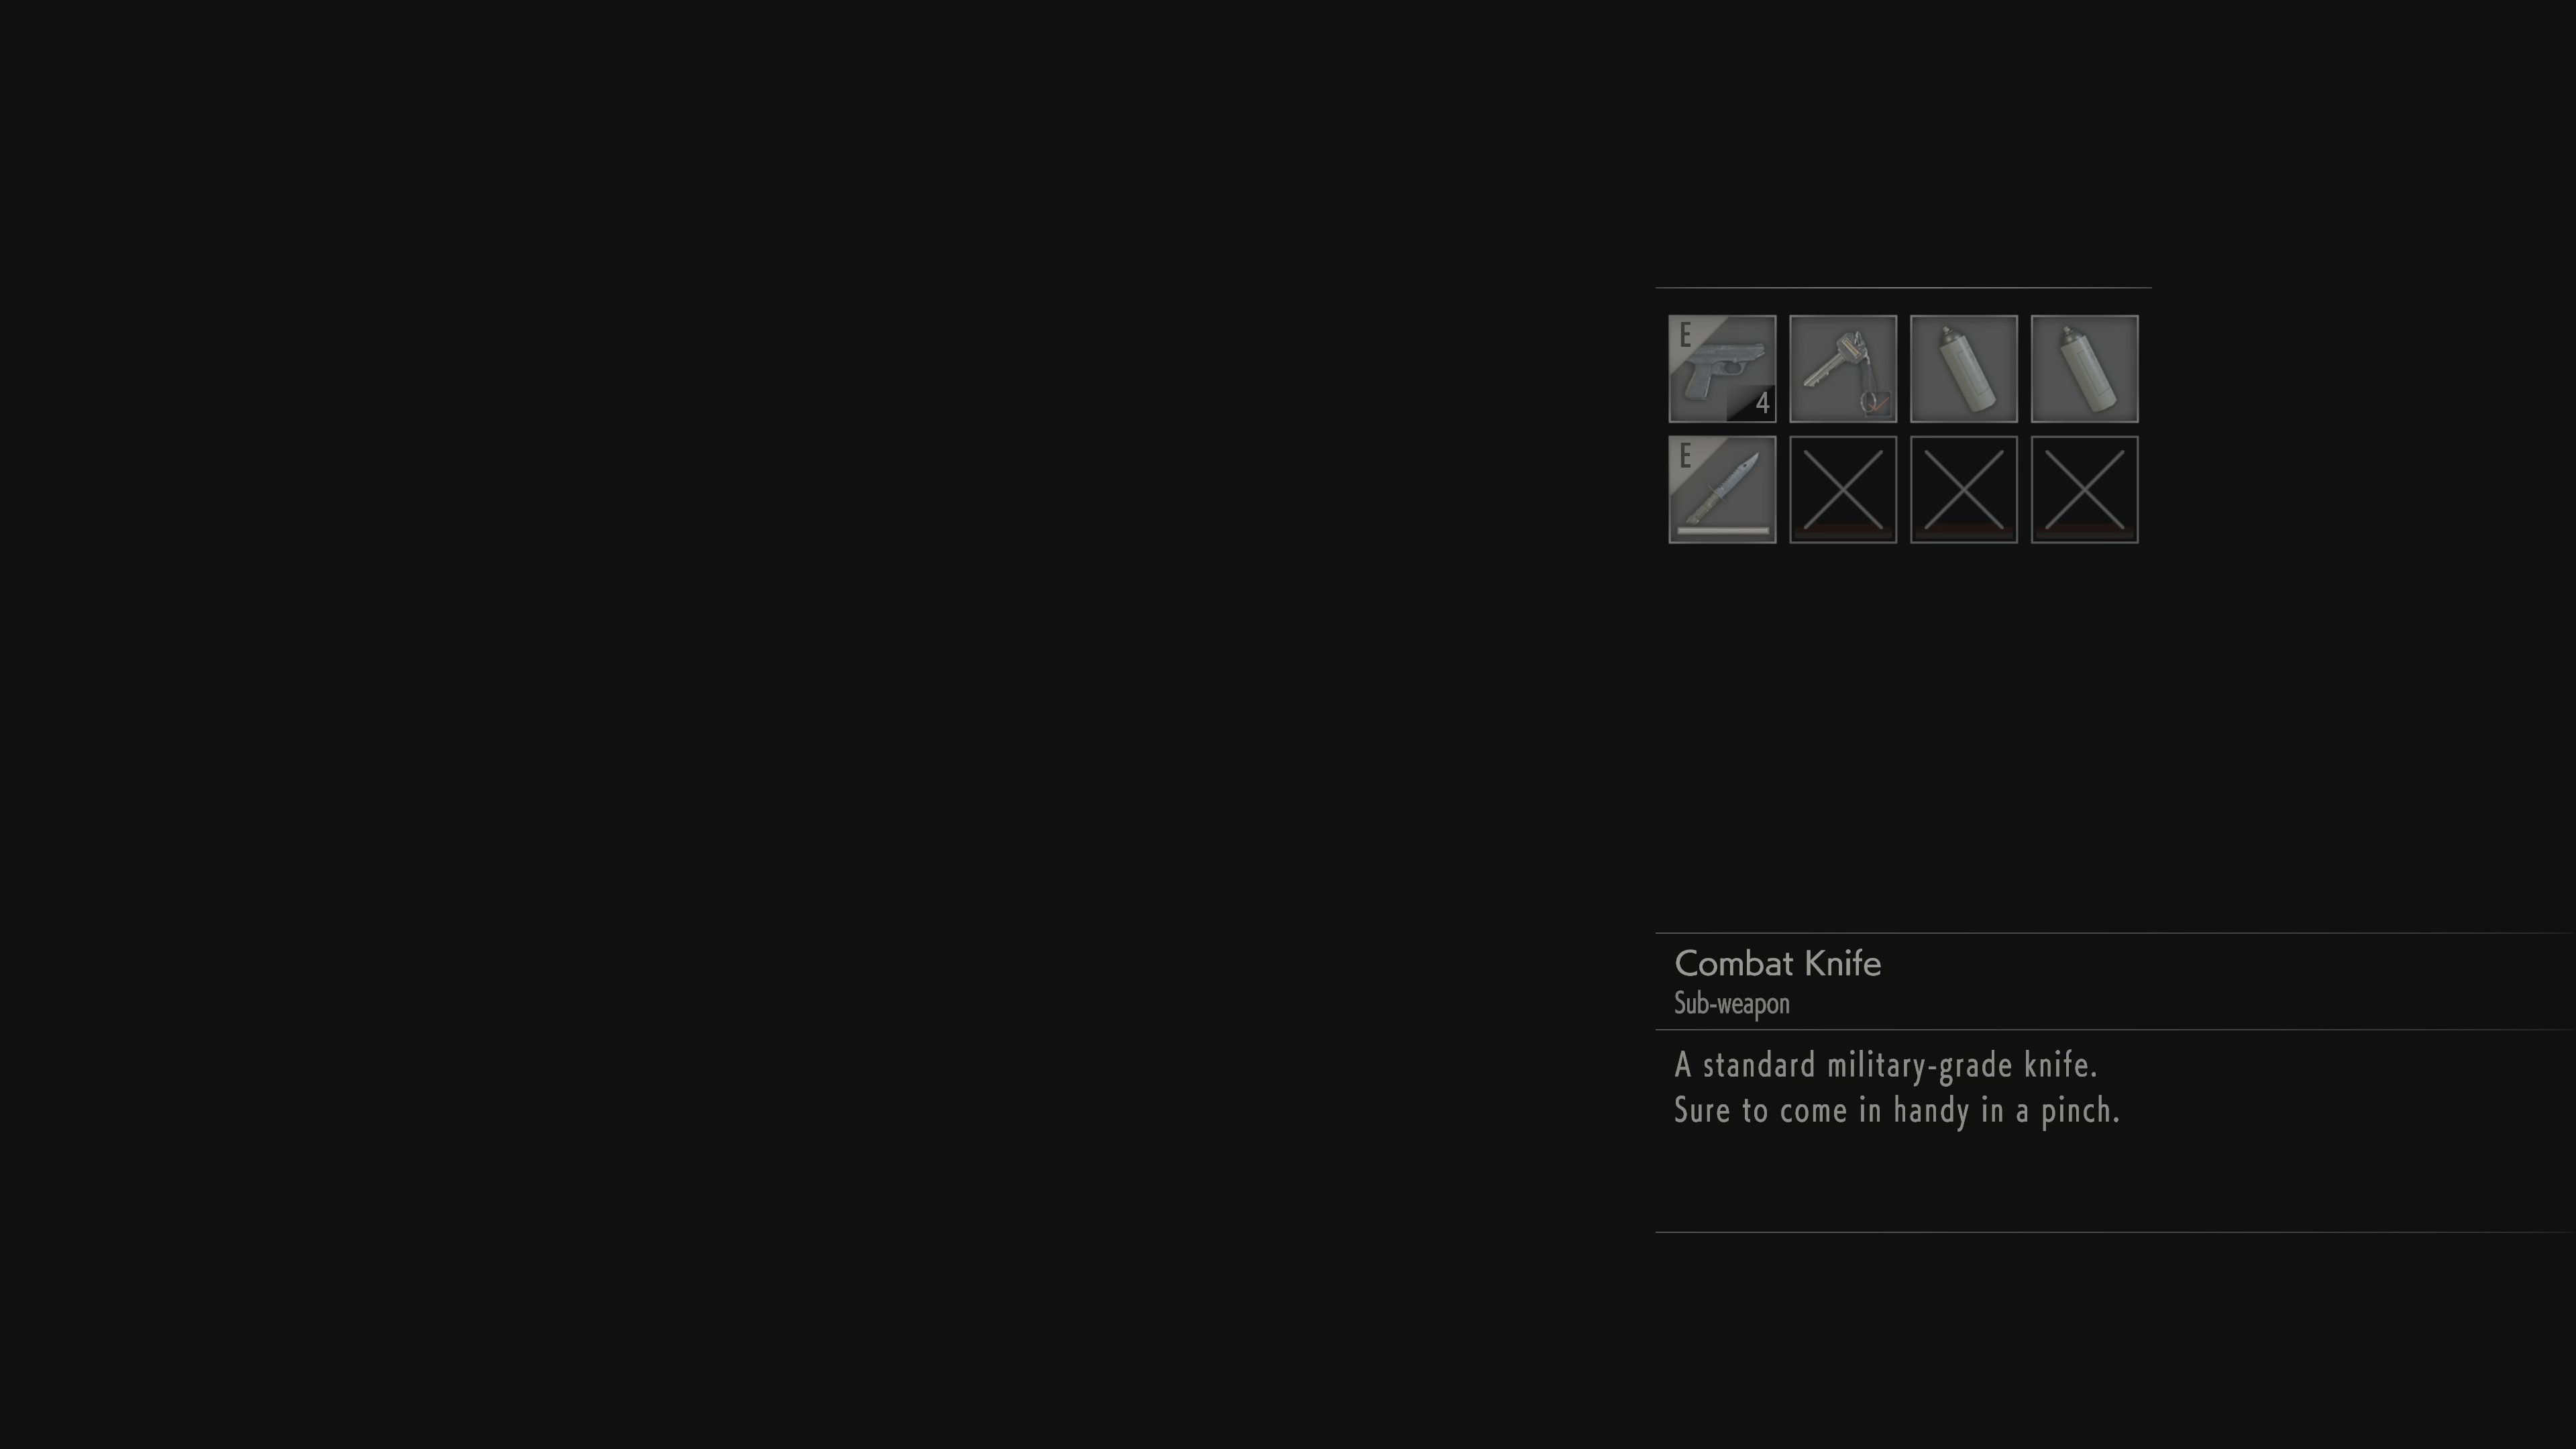 E
4
E
Combat Knife
Sub-weapon
A standard military-grade knife.
Sure to come in handy in a pinch.